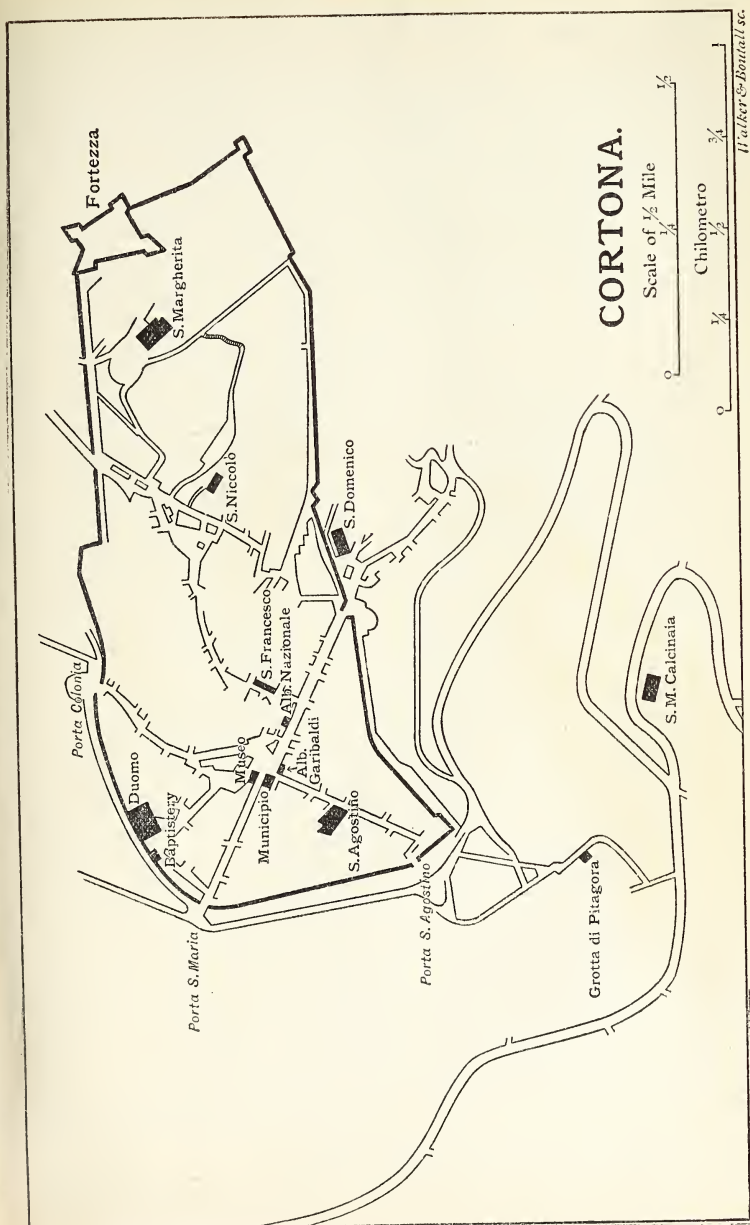 Fortezza
S. Margherita
S. Niccolò
S. Domenico
S. Francesco
Alb. Nazionale
Porta Colonia
Museo
Alb.
Garibaldi
Duomo
Baptistery
Municipio
S. Agostino
Porta S. Maria
Porta S. Agostino
Grotta di Pitagora
S. M. Calcinaia
CORTONA.
Scale of 1/2 Mile
0 1/4 1/2
Chilometro
0 1/4 1/2 3/4 1
Walker & Boutall sc.